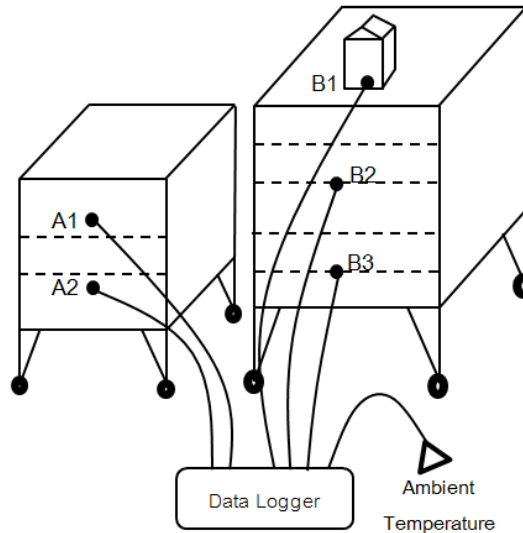 B1
B2
A1
B3
A2
Data Logger
Ambient
Temperature